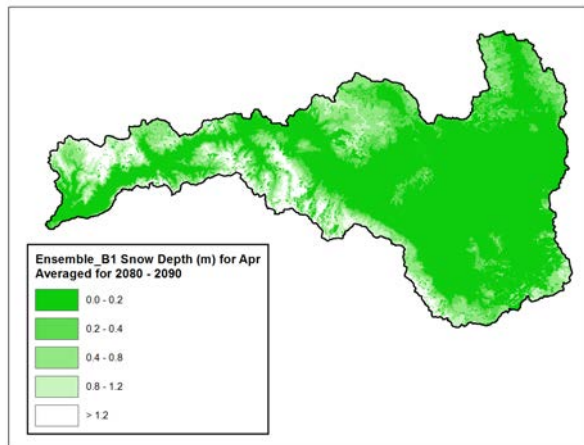 Ensemble_B1 Snow Depth (m) for Apr
Averaged for 2080 - 2090
0.0 - 0.2
0.2 - 0.4
0.4 - 0.8
0.8 - 1.2
> 1.2